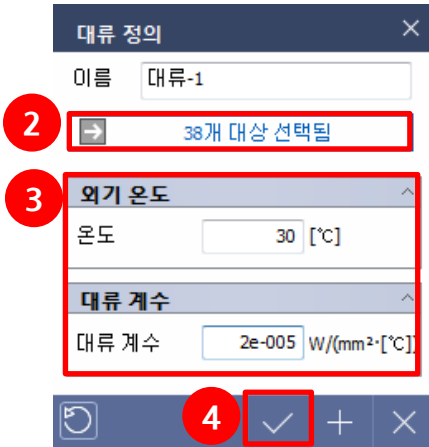 대류 정의
이름 대류-1
2 38개 대상 선택됨
3 외기 온도
온도 30 [℃]
대류 계수
대류 계수 2e-005 W/(mm²·[℃])
4